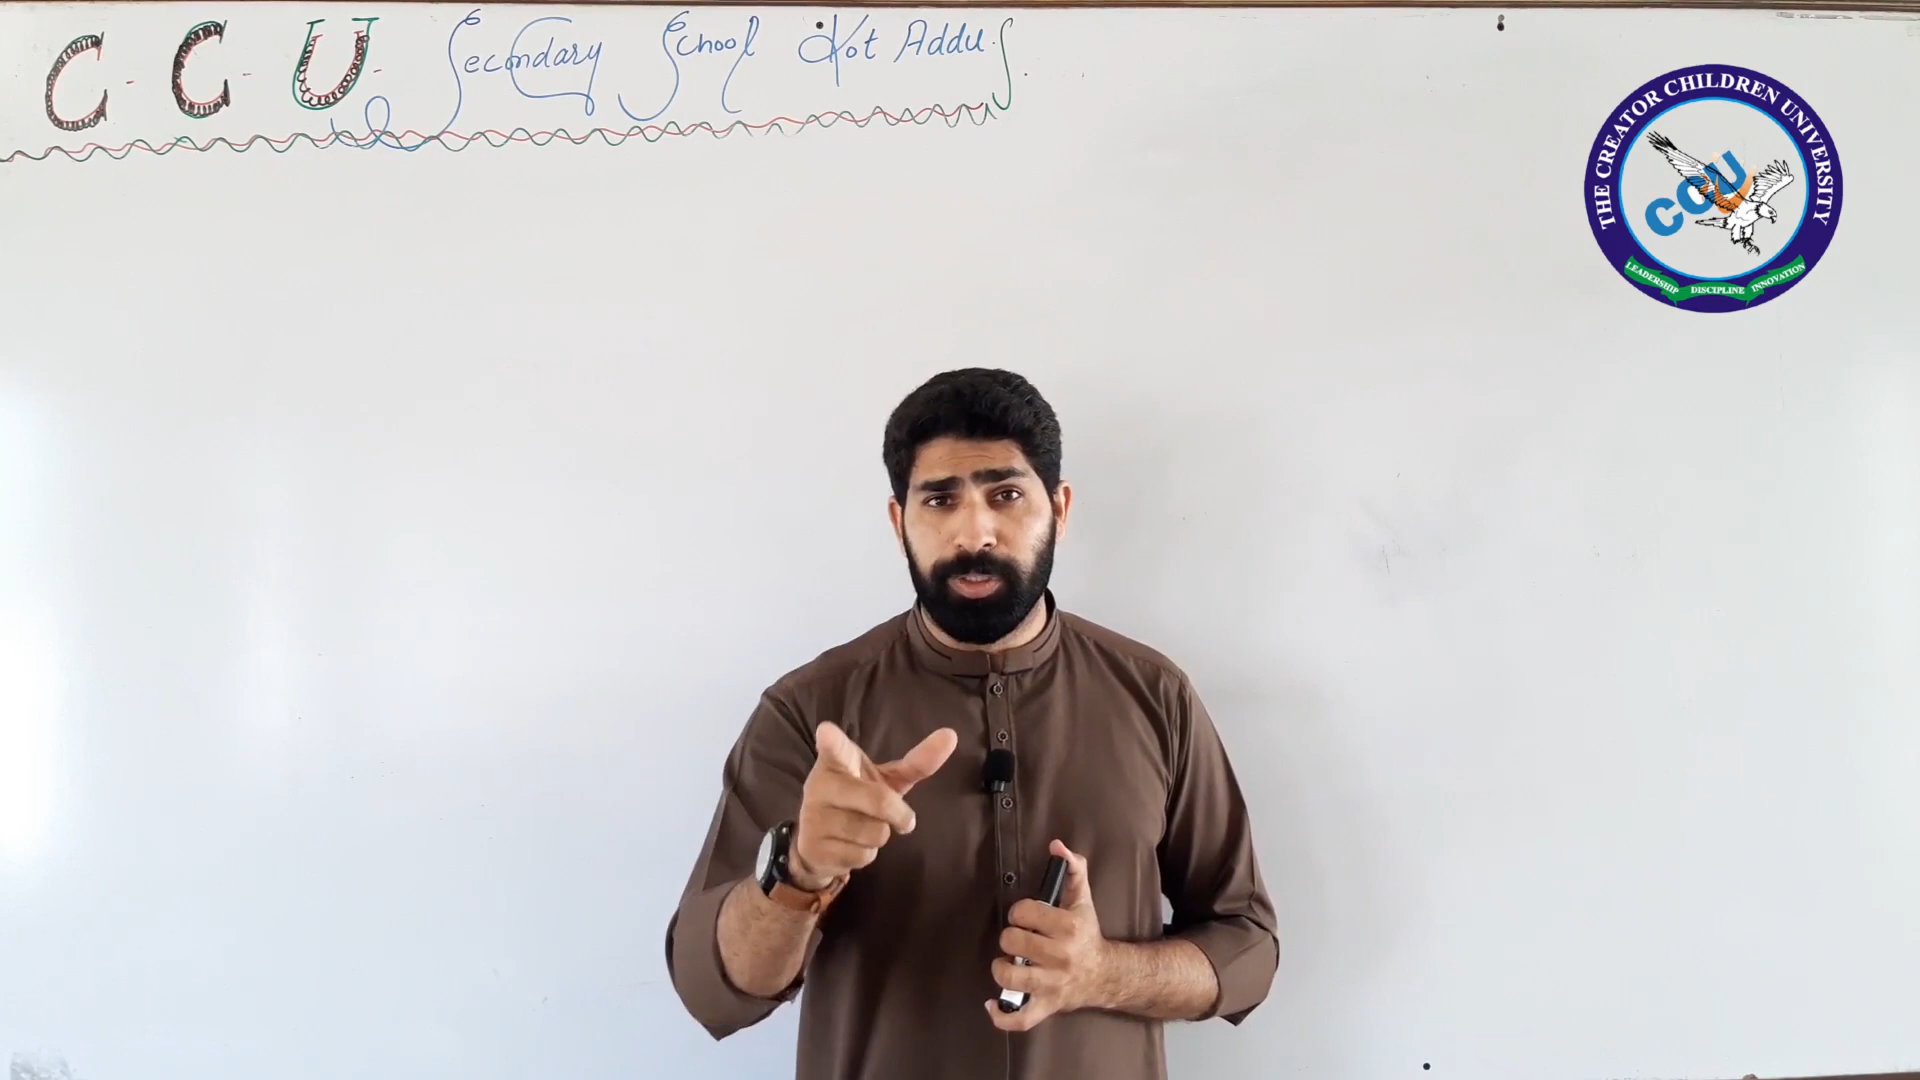 C-C-U- Secondary School Kot Addu.
THE CREATOR CHILDREN UNIVERSITY
CCU
LEADERSHIP DISCIPLINE INNOVATION